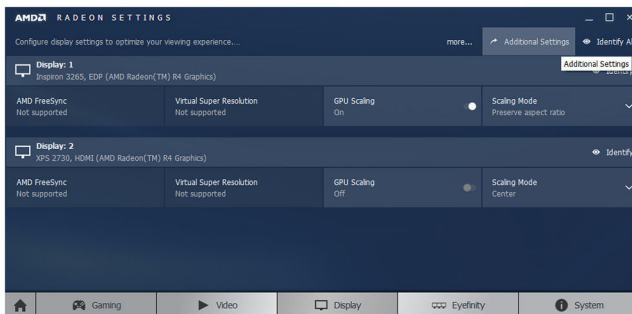 AMD RADEON SETTINGS
Configure display settings to optimize your viewing experience...
more...
Additional Settings
Identify Al
Additional Settings
Display: 1
Inspiron 3265, EDP (AMD Radeon(TM) R4 Graphics)
Identify
AMD FreeSync
Not supported
Virtual Super Resolution
Not supported
GPU Scaling
On
Scaling Mode
Preserve aspect ratio
Display: 2
XPS 2730, HDMI (AMD Radeon(TM) R4 Graphics)
Identify
AMD FreeSync
Not supported
Virtual Super Resolution
Not supported
GPU Scaling
Off
Scaling Mode
Center
Gaming
Video
Display
Eyefinity
System